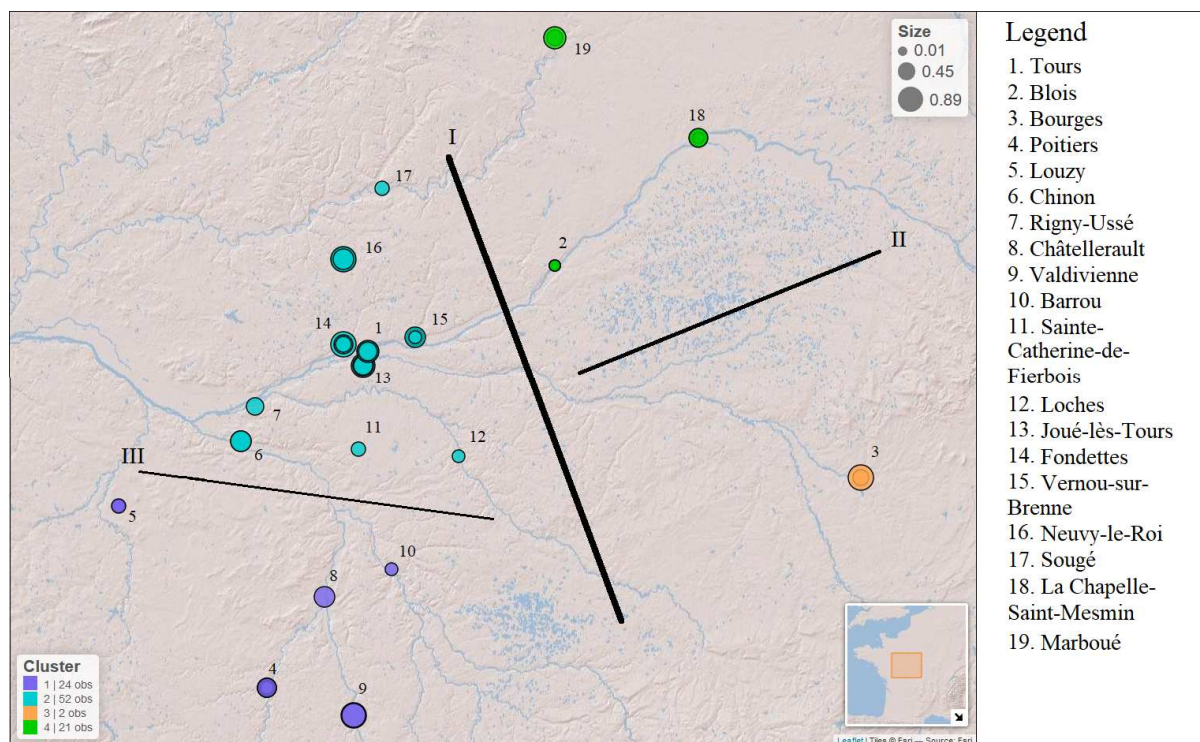 19
18
I
17
16
2
II
14
1
15
13
7
11
12
6
III
3
5
10
8
4
9
Size
0.01
0.45
0.89
Cluster
1 | 24 obs
2 | 52 obs
3 | 2 obs
4 | 21 obs
Leaflet | Tiles © Esri — Source: Esri
Legend
1. Tours
2. Blois
3. Bourges
4. Poitiers
5. Louzy
6. Chinon
7. Rigny-Ussé
8. Châtellerault
9. Valdivienne
10. Barrou
11. Sainte-
Catherine-de-
Fierbois
12. Loches
13. Joué-lès-Tours
14. Fondettes
15. Vernou-sur-
Brenne
16. Neuvy-le-Roi
17. Sougé
18. La Chapelle-
Saint-Mesmin
19. Marboué